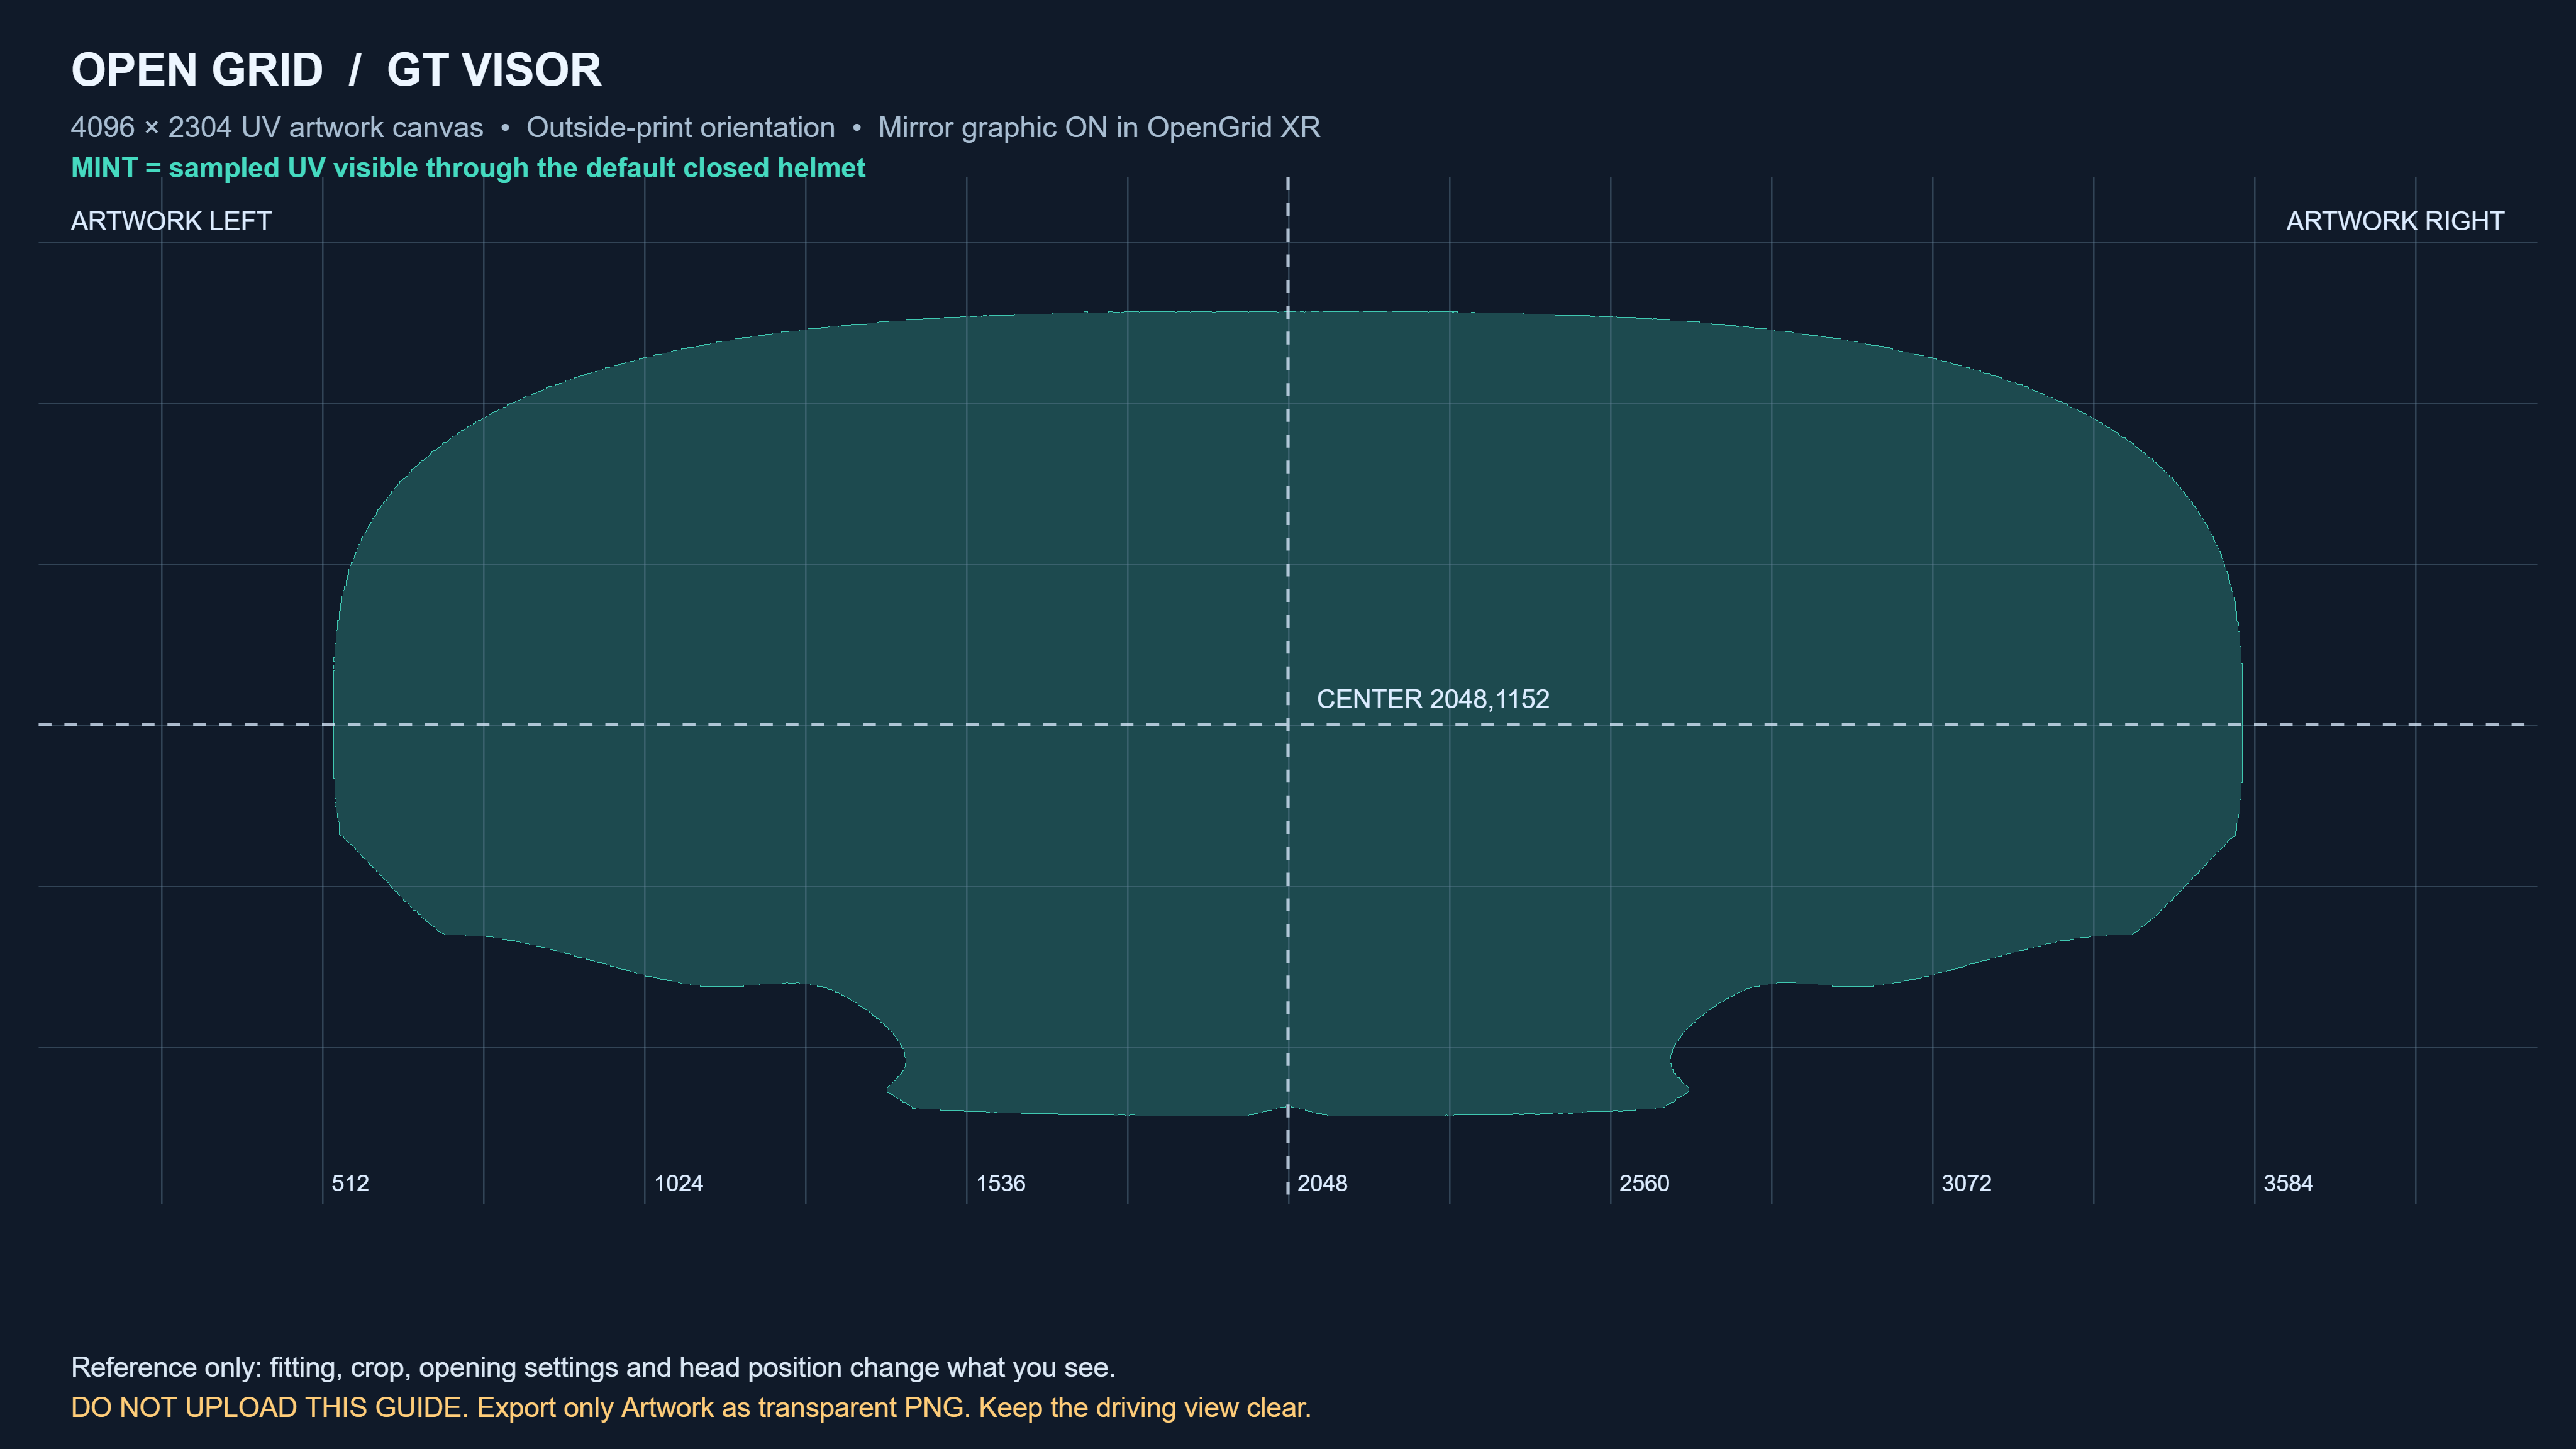 OPEN GRID / GT VISOR
4096 × 2304 UV artwork canvas • Outside-print orientation • Mirror graphic ON in OpenGrid XR
MINT = sampled UV visible through the default closed helmet
ARTWORK LEFT
ARTWORK RIGHT
CENTER 2048,1152
512
1024
1536
2048
2560
3072
3584
Reference only: fitting, crop, opening settings and head position change what you see.
DO NOT UPLOAD THIS GUIDE. Export only Artwork as transparent PNG. Keep the driving view clear.